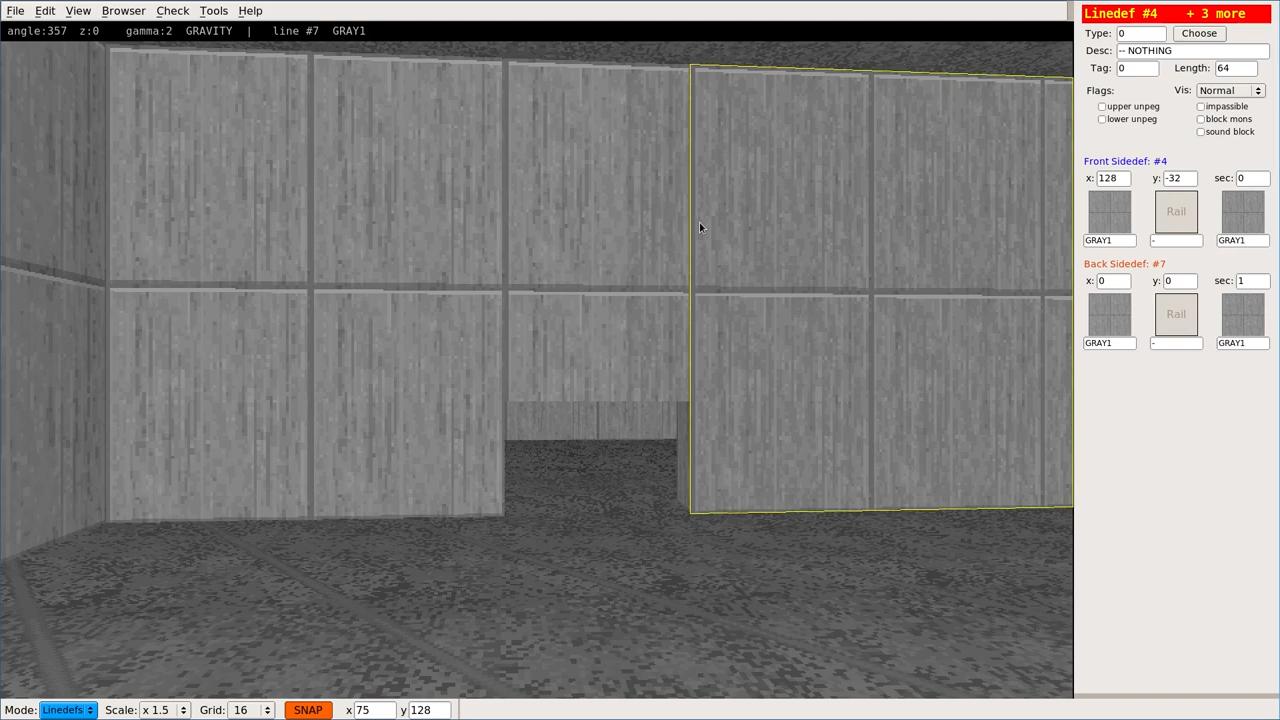 File Edit View Browser Check Tools Help
angle:357 z:0 gamma:2 GRAVITY | line #7 GRAY1
Linedef #4 + 3 more
Type: 0 Choose
Desc: -- NOTHING
Tag: 0 Length: 64
Flags: Vis: Normal
upper unpeg impassible
lower unpeg block mons
sound block
Front Sidedef: #4
x: 128 y: -32 sec: 0
Rail
GRAY1 - GRAY1
Back Sidedef: #7
x: 0 y: 0 sec: 1
Rail
GRAY1 - GRAY1
Mode: Linedefs Scale: x 1.5 Grid: 16 SNAP x 75 y 128